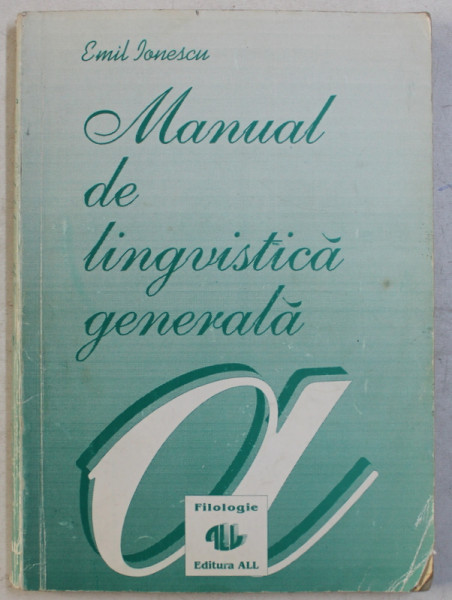 Emil Ionescu
Manual
de
lingvistică
generală
a
Filologie
ALL
Editura ALL